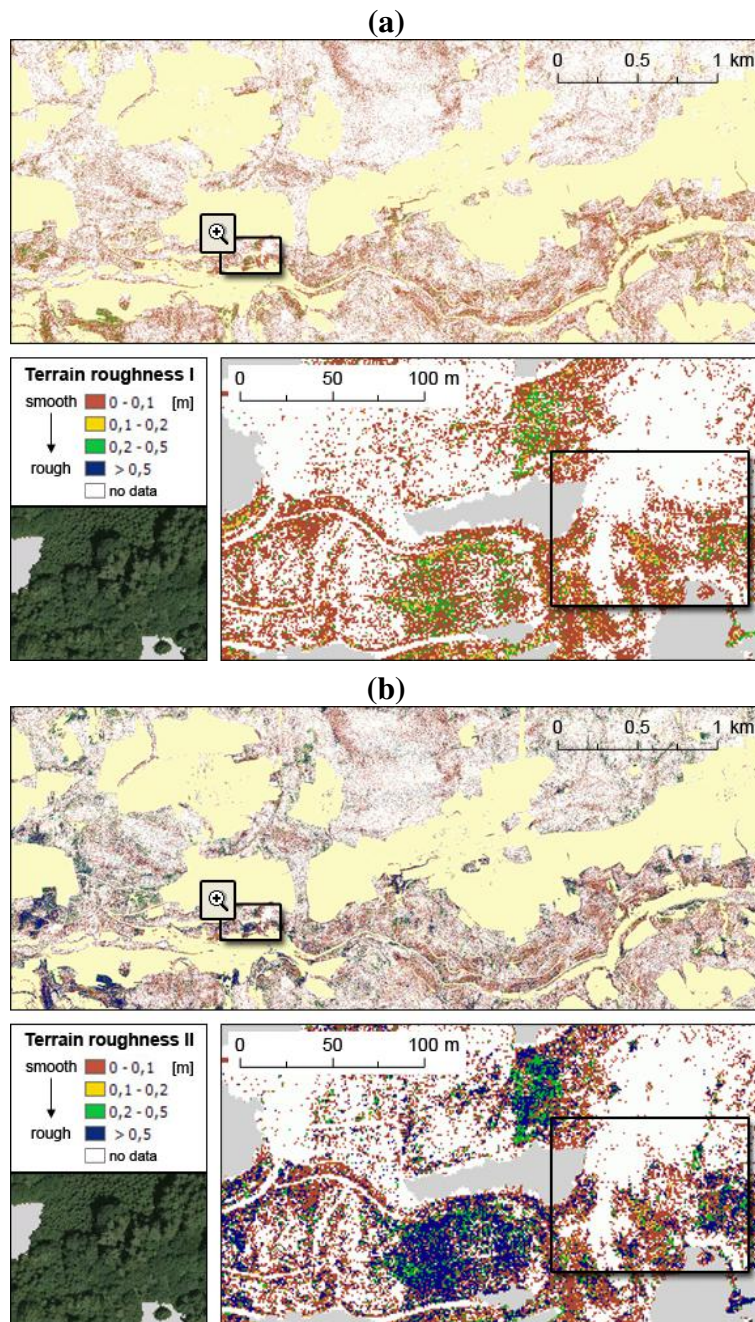 (a)
0 0.5 1 km
Terrain roughness I
smooth 0 - 0,1 [m]
0,1 - 0,2
0,2 - 0,5
rough > 0,5
no data
0 50 100 m
(b)
0 0.5 1 km
Terrain roughness II
smooth 0 - 0,1 [m]
0,1 - 0,2
0,2 - 0,5
rough > 0,5
no data
0 50 100 m